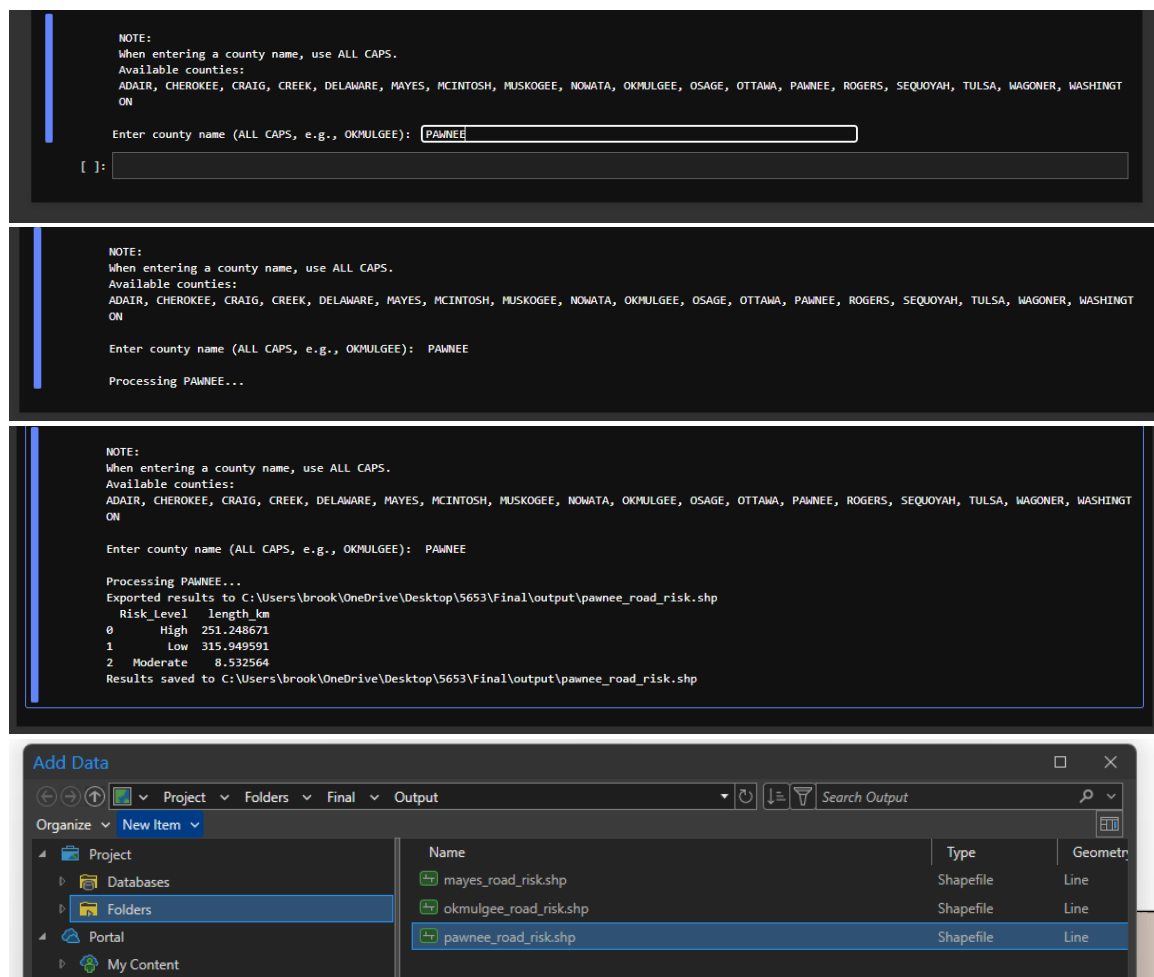 NOTE:
When entering a county name, use ALL CAPS.
Available counties:
ADAIR, CHEROKEE, CRAIG, CREEK, DELAWARE, MAYES, MCINTOSH, MUSKOGEE, NOWATA, OKMULGEE, OSAGE, OTTAWA, PAWNEE, ROGERS, SEQUOYAH, TULSA, WAGONER, WASHINGT
ON
Enter county name (ALL CAPS, e.g., OKMULGEE): PAWNEE
[ ]:
NOTE:
When entering a county name, use ALL CAPS.
Available counties:
ADAIR, CHEROKEE, CRAIG, CREEK, DELAWARE, MAYES, MCINTOSH, MUSKOGEE, NOWATA, OKMULGEE, OSAGE, OTTAWA, PAWNEE, ROGERS, SEQUOYAH, TULSA, WAGONER, WASHINGT
ON
Enter county name (ALL CAPS, e.g., OKMULGEE): PAWNEE
Processing PAWNEE...
NOTE:
When entering a county name, use ALL CAPS.
Available counties:
ADAIR, CHEROKEE, CRAIG, CREEK, DELAWARE, MAYES, MCINTOSH, MUSKOGEE, NOWATA, OKMULGEE, OSAGE, OTTAWA, PAWNEE, ROGERS, SEQUOYAH, TULSA, WAGONER, WASHINGT
ON
Enter county name (ALL CAPS, e.g., OKMULGEE): PAWNEE
Processing PAWNEE...
Exported results to C:\Users\brook\OneDrive\Desktop\5653\Final\output\pawnee_road_risk.shp
Risk_Level length_km
0 High 251.248671
1 Low 315.949591
2 Moderate 8.532564
Results saved to C:\Users\brook\OneDrive\Desktop\5653\Final\output\pawnee_road_risk.shp
Add Data
Project Folders Final Output Search Output
Organize New Item
Project Name Type Geometry
Databases mayes_road_risk.shp Shapefile Line
Folders okmulgee_road_risk.shp Shapefile Line
Portal pawnee_road_risk.shp Shapefile Line
My Content